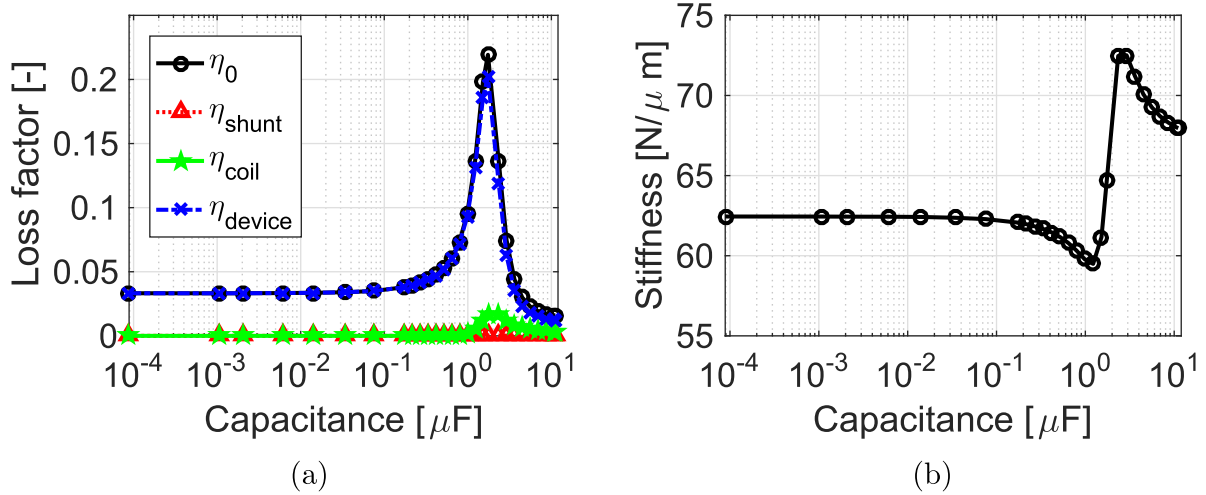 Loss factor [-]
0.2
0.15
0.1
0.05
0
η0
ηshunt
ηcoil
ηdevice
10-4 10-3 10-2 10-1 100 101
Capacitance [μF]
(a)
Stiffness [N/μ m]
75
70
65
60
55
10-4 10-3 10-2 10-1 100 101
Capacitance [μF]
(b)